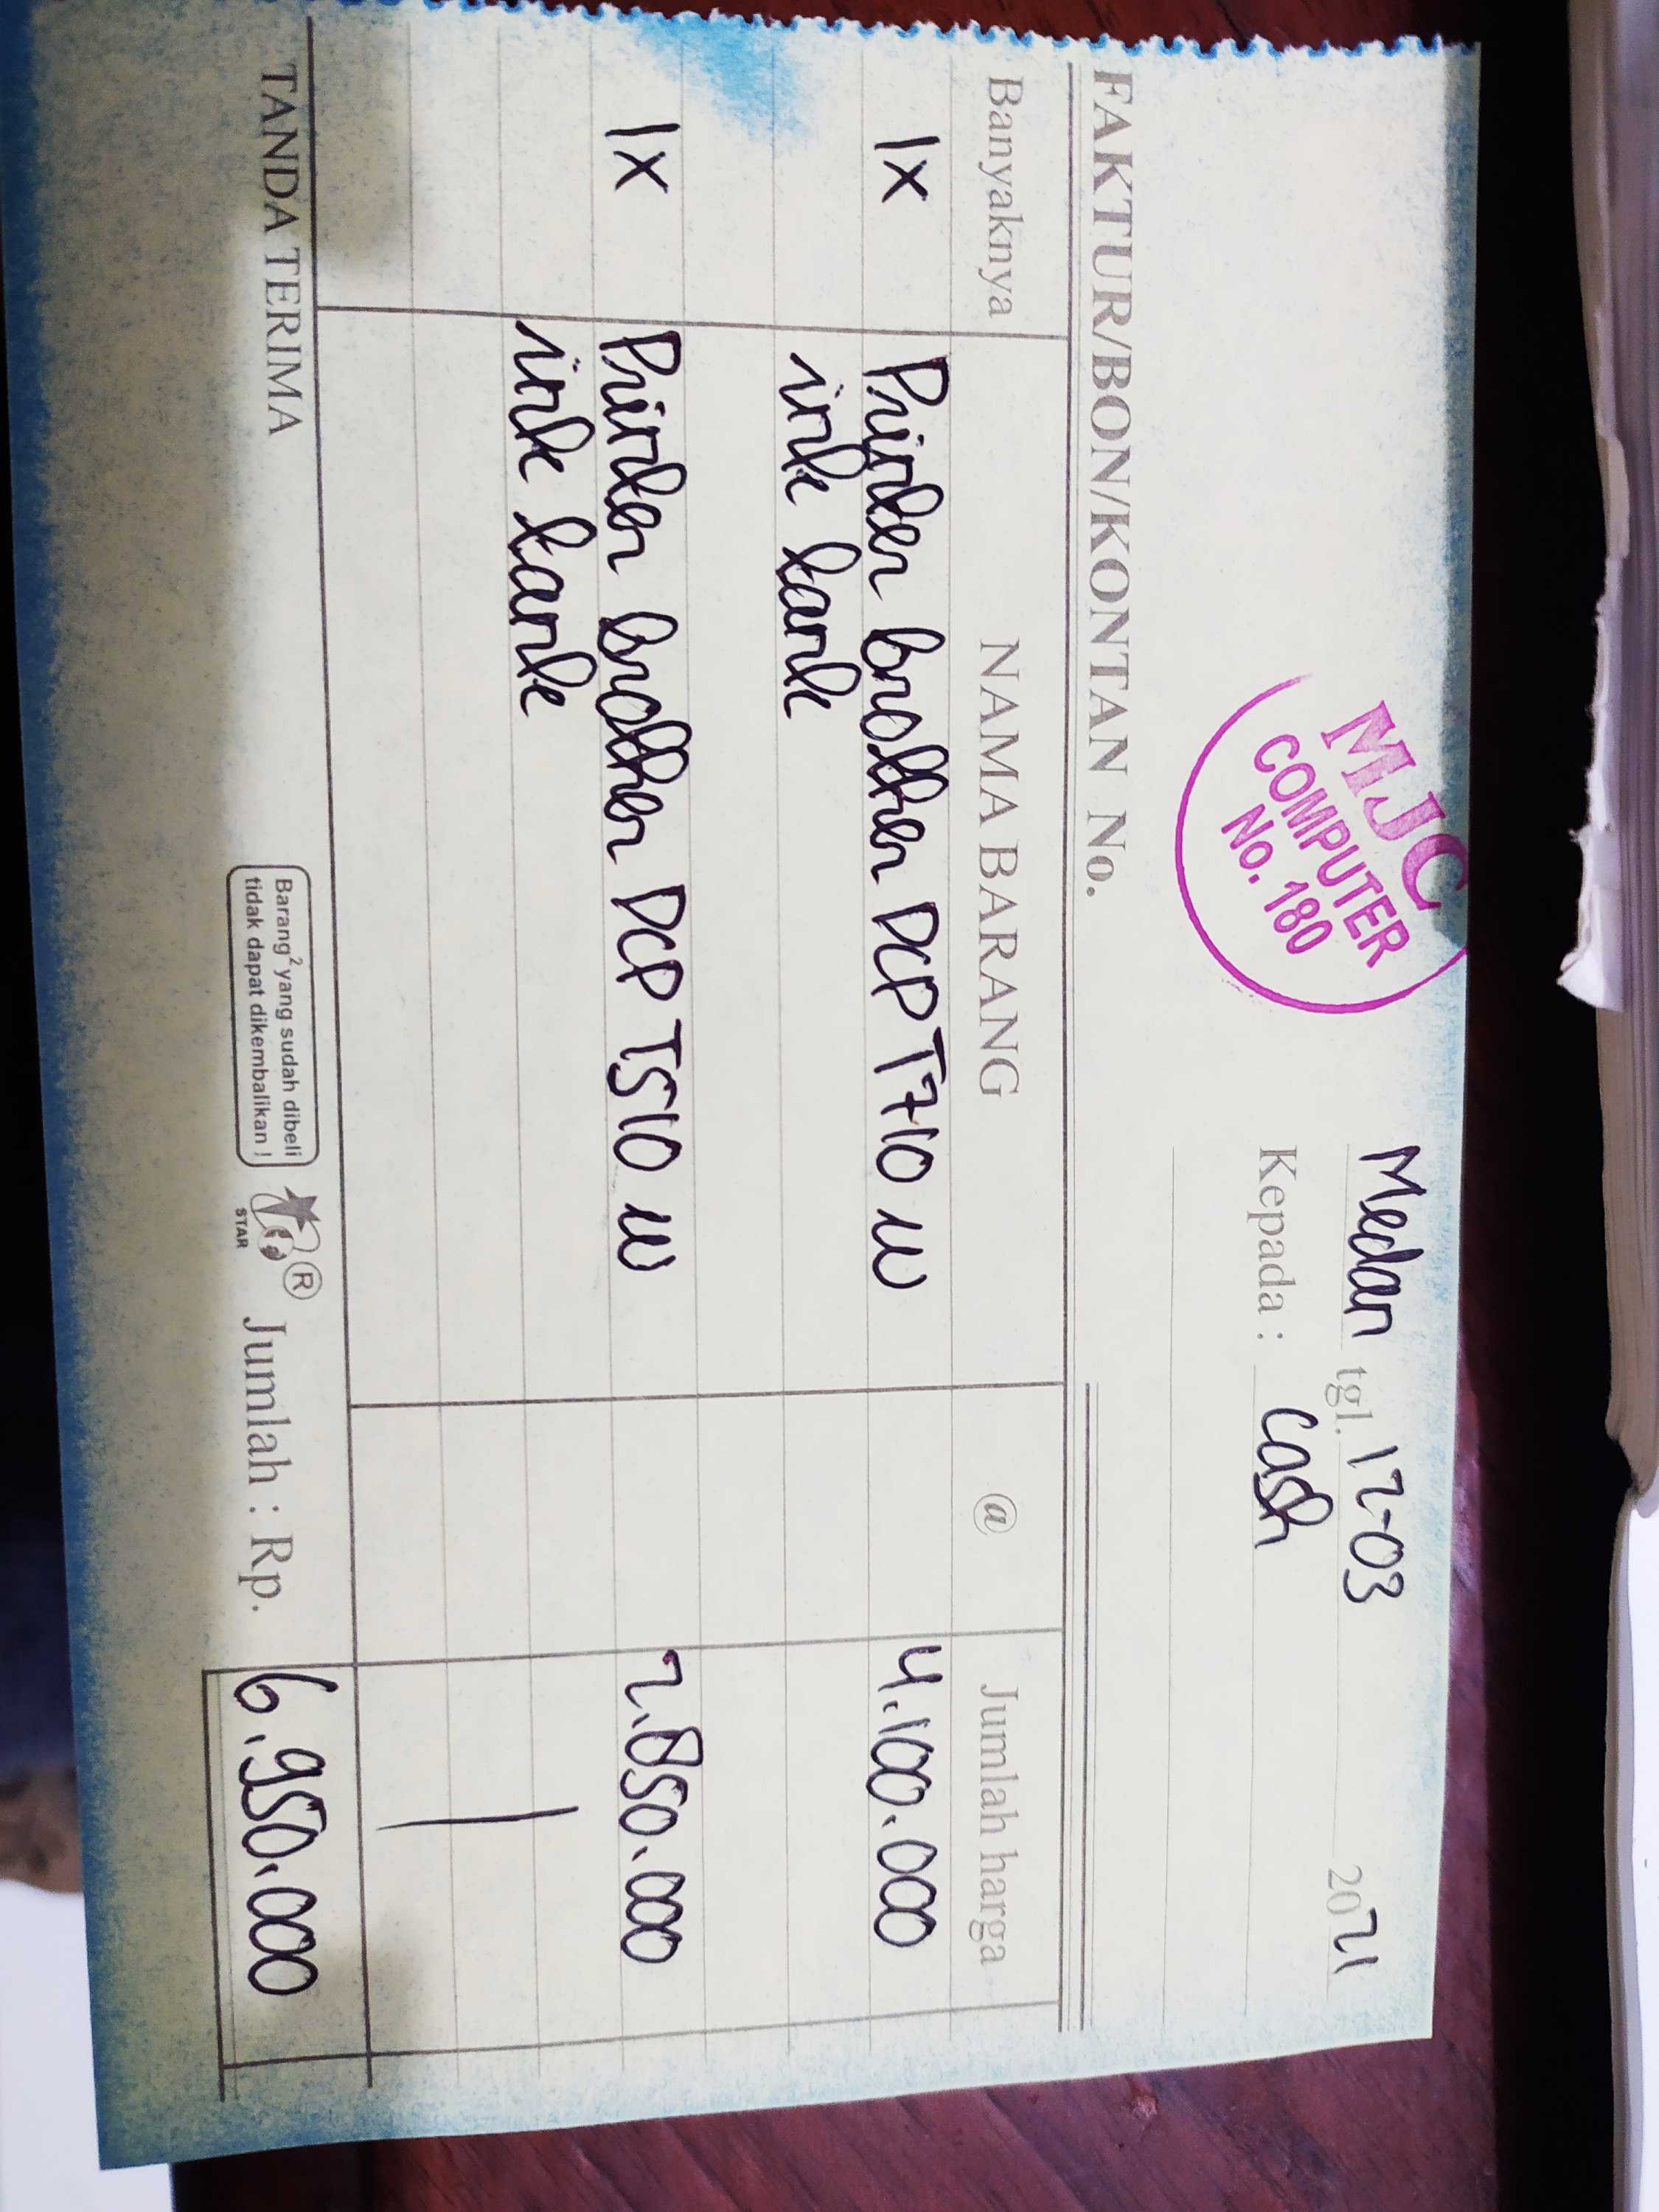 MJC
COMPUTER
No. 180
Medan tgl. 12-03 2021
Kepada : Cash
FAKTUR/BON/KONTAN No.
Banyaknya NAMA BARANG @ Jumlah harga
1x Printer brother DCP T710 W 4.100.000
ink tank
1x Printer brother DCP T510 W 2.850.000
ink tank
TANDA TERIMA
Barang² yang sudah dibeli
tidak dapat dikembalikan !
STAR
®
Jumlah : Rp. 6.950.000